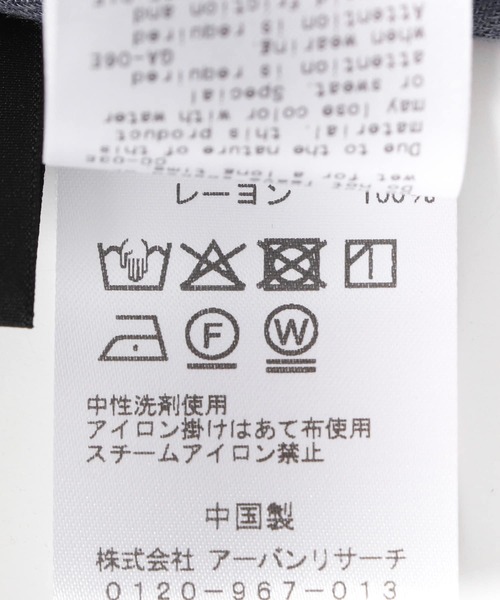 Due to the nature of this
material, this product
may lose color with water
or sweat. Special
attention is required
when wearing. GA-06E
Attention is required
friction and
レーヨン 100%
F W
中性洗剤使用
アイロン掛けはあて布使用
スチームアイロン禁止
中国製
株式会社 アーバンリサーチ
0120-967-013